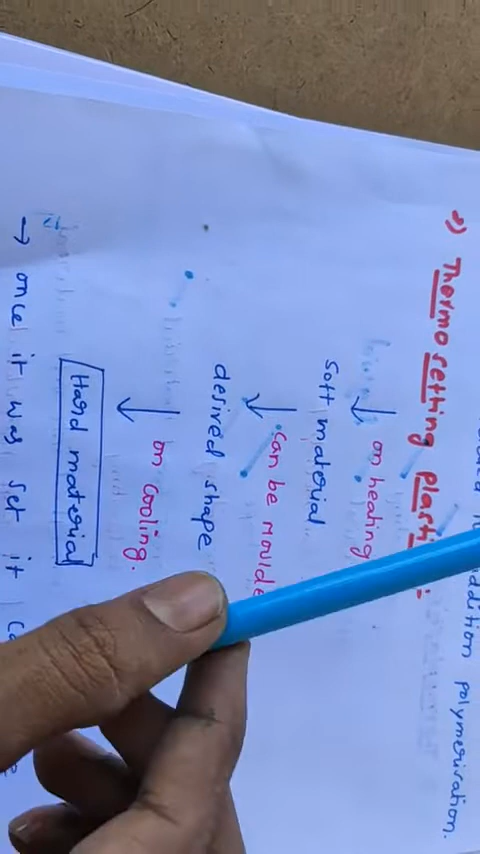 addition polymerisation.
2) Thermo setting Plasti
↓ on heating
Soft material
↓ can be moulde
desired shape
↓ on cooling.
Hard material
→ once it was set it